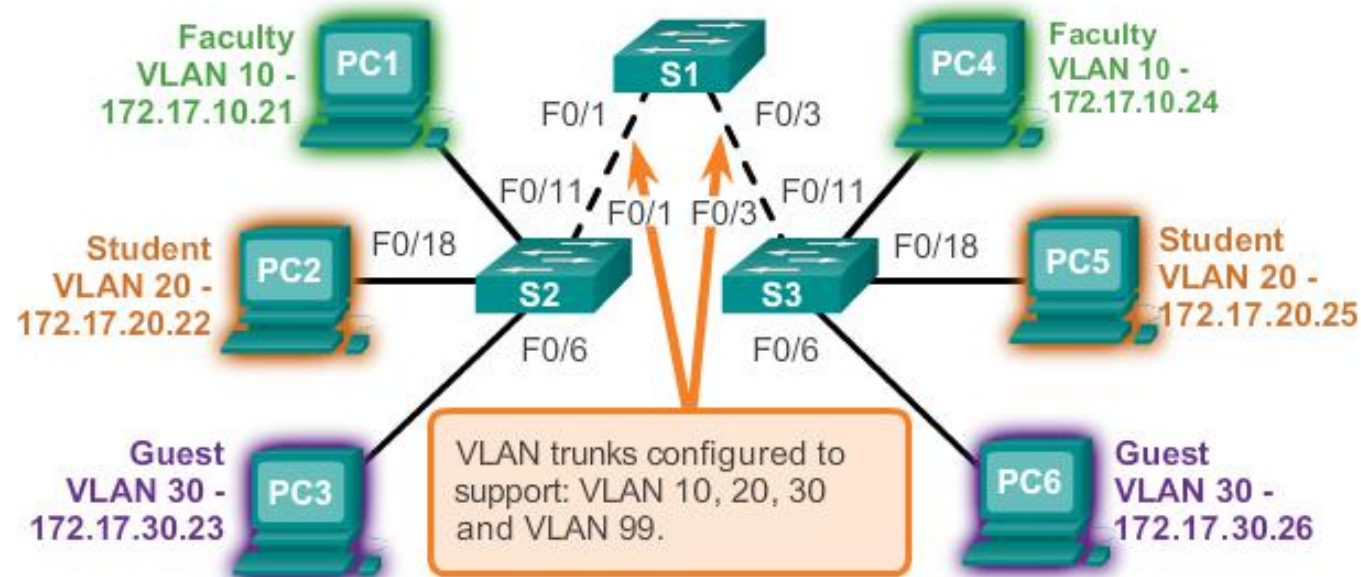 Faculty
VLAN 10 -
172.17.10.21
PC1
S1
PC4
Faculty
VLAN 10 -
172.17.10.24
F0/1
F0/3
F0/11
F0/1
F0/3
F0/11
Student
VLAN 20 -
172.17.20.22
PC2
F0/18
S2
S3
F0/18
PC5
Student
VLAN 20 -
172.17.20.25
F0/6
F0/6
Guest
VLAN 30 -
172.17.30.23
PC3
VLAN trunks configured to
support: VLAN 10, 20, 30
and VLAN 99.
PC6
Guest
VLAN 30 -
172.17.30.26